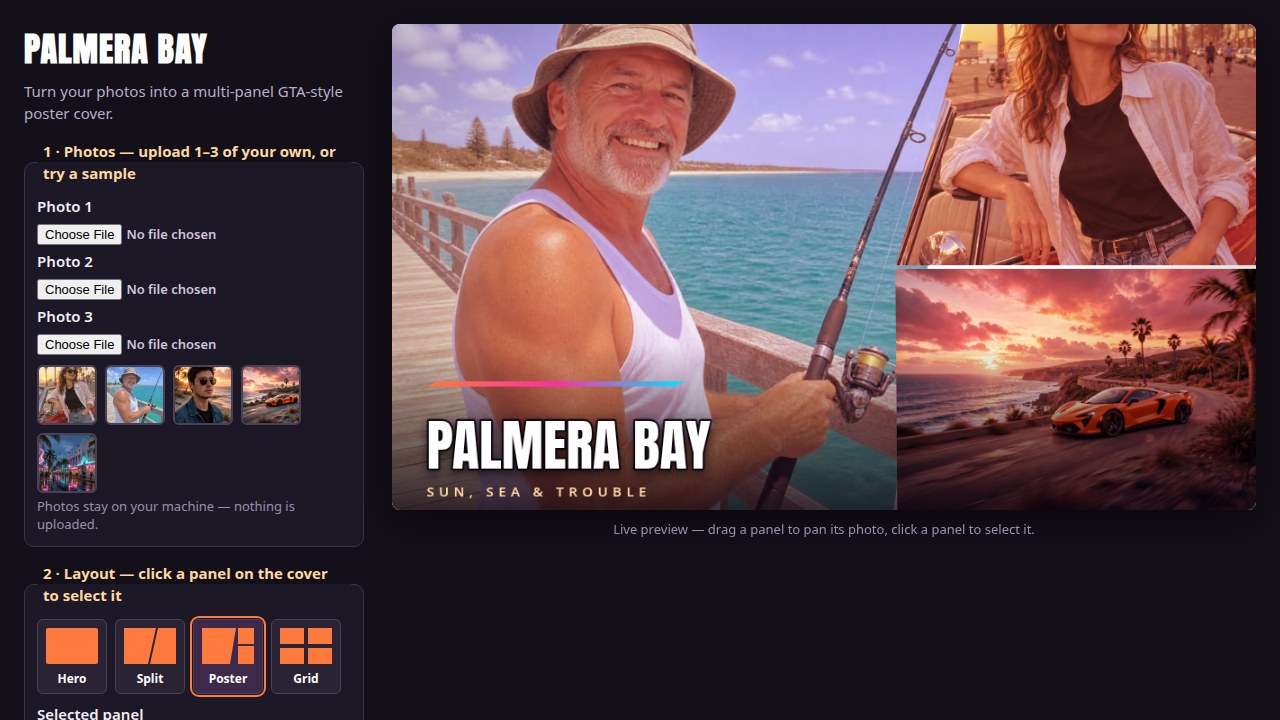 PALMERA BAY
Turn your photos into a multi-panel GTA-style
poster cover.
1 · Photos — upload 1–3 of your own, or
try a sample
Photo 1
Choose File No file chosen
Photo 2
Choose File No file chosen
Photo 3
Choose File No file chosen
Photos stay on your machine — nothing is
uploaded.
2 · Layout — click a panel on the cover
to select it
Hero Split Poster Grid
Selected panel
PALMERA BAY
SUN, SEA & TROUBLE
Live preview — drag a panel to pan its photo, click a panel to select it.